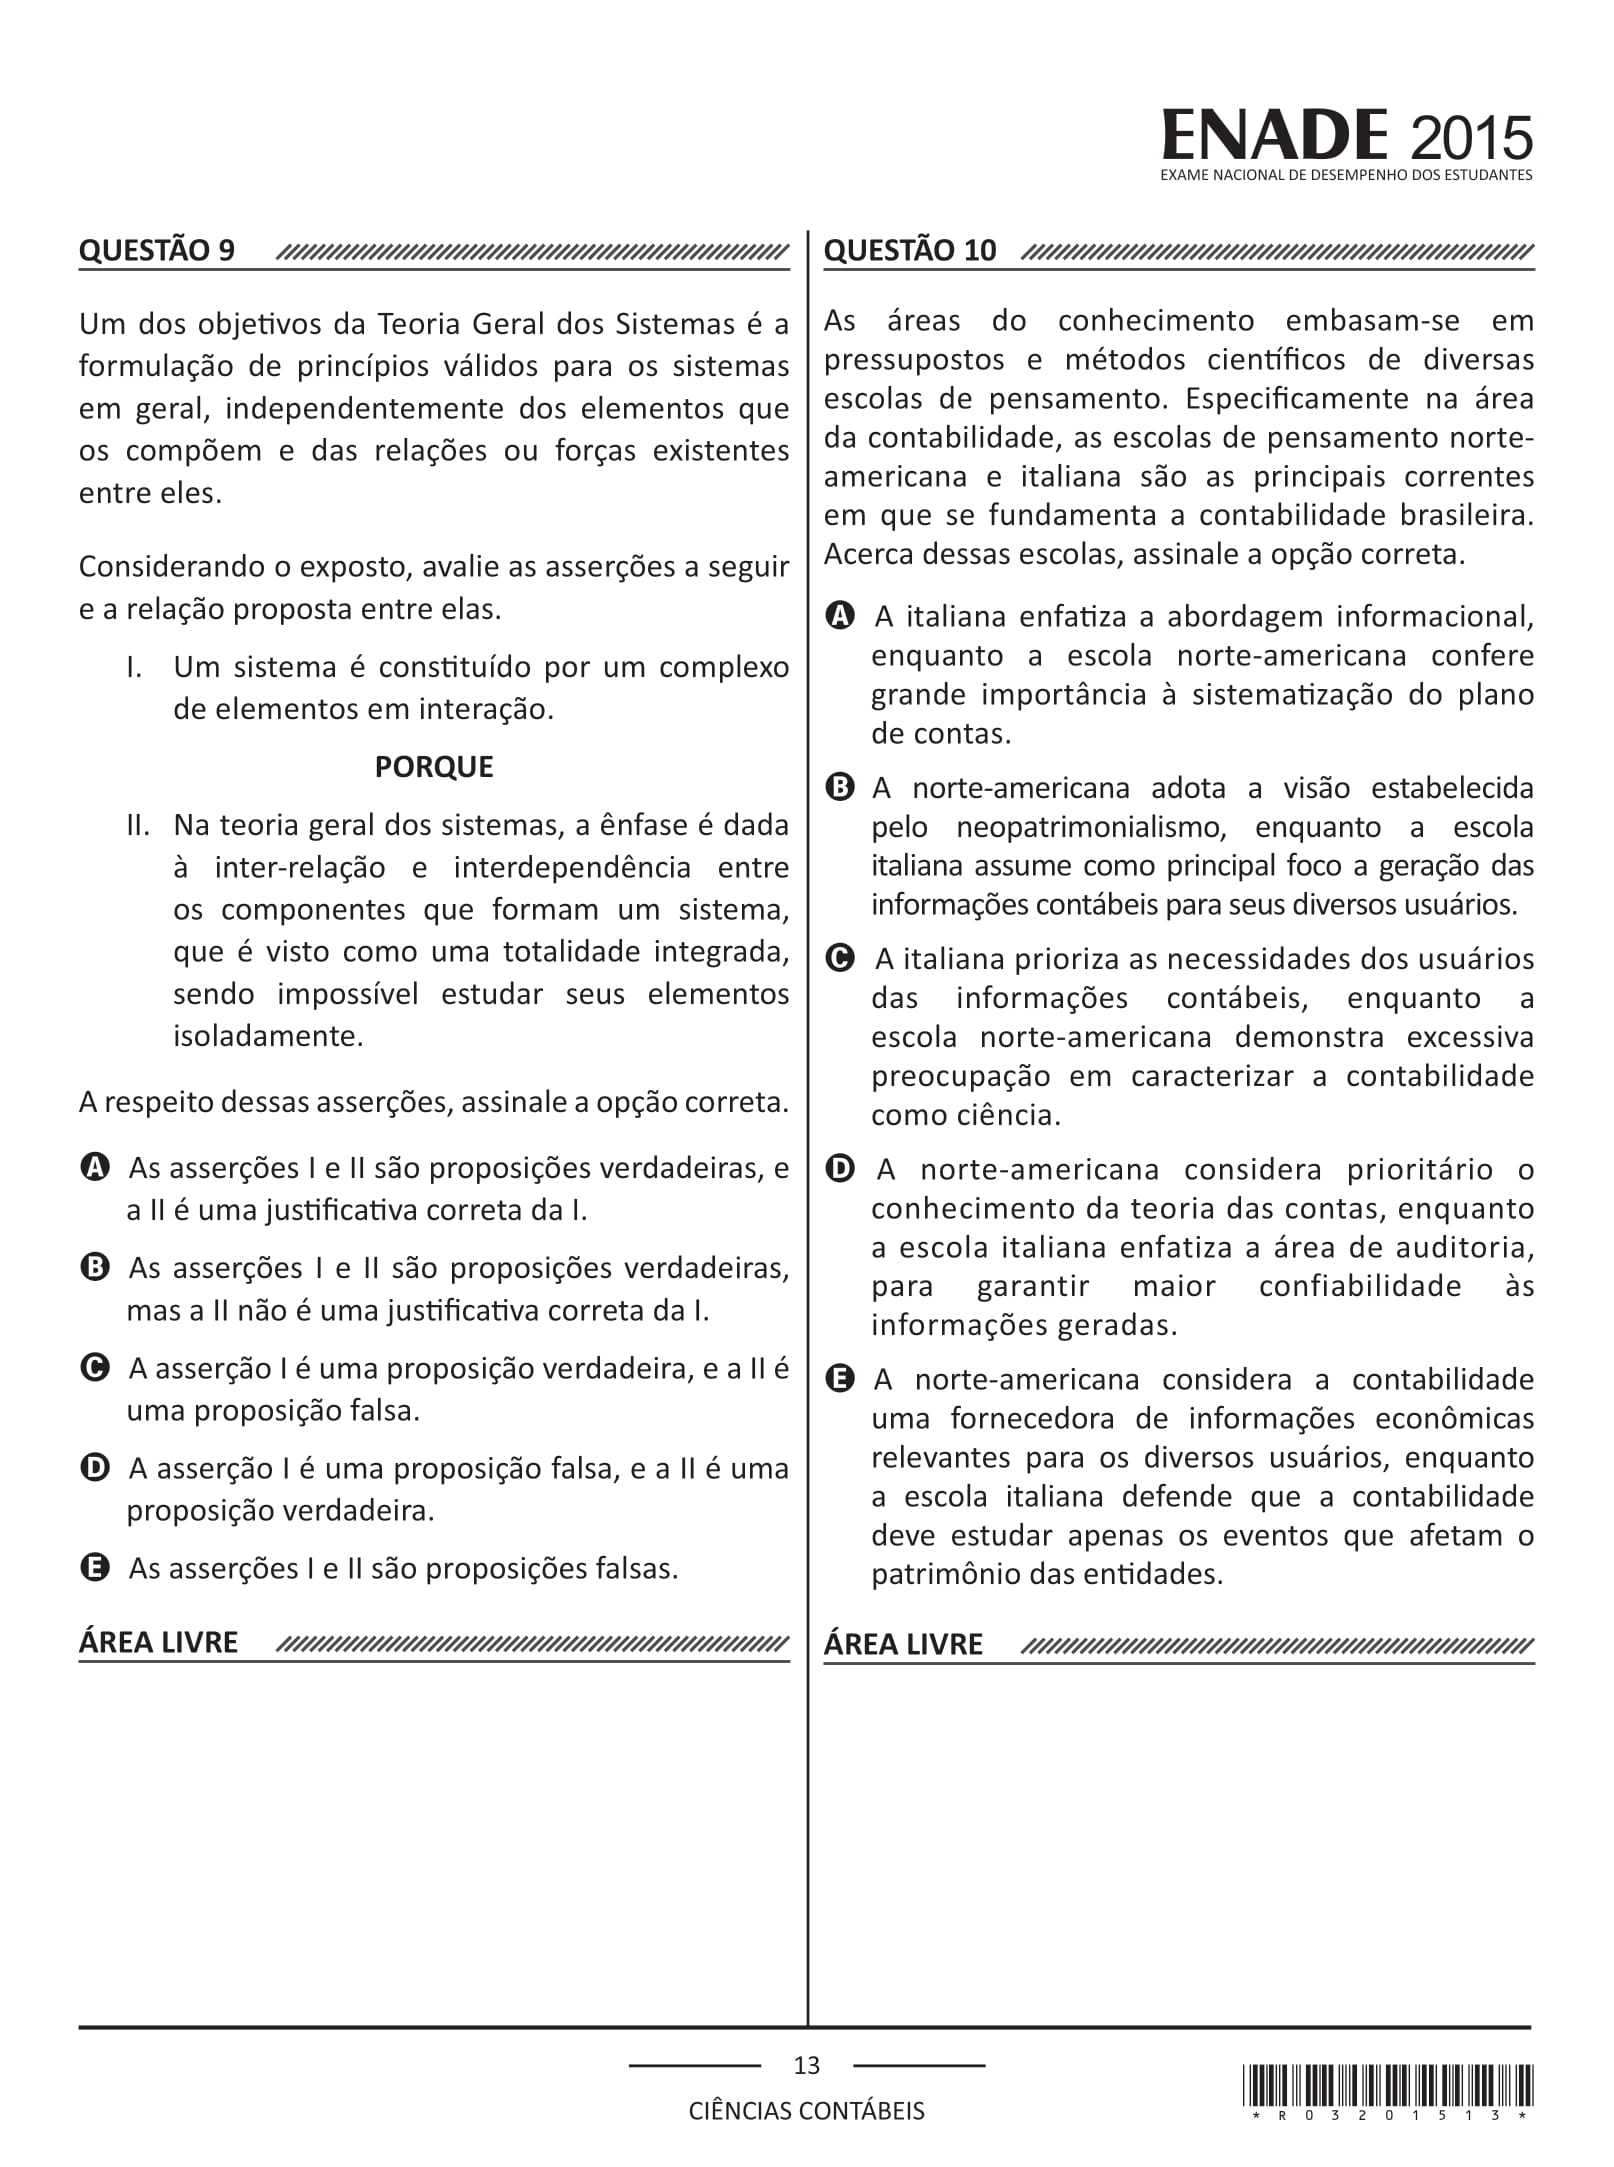 ENADE 2015
EXAME NACIONAL DE DESEMPENHO DOS ESTUDANTES
QUESTÃO 9
Um dos objetivos da Teoria Geral dos Sistemas é a
formulação de princípios válidos para os sistemas
em geral, independentemente dos elementos que
os compõem e das relações ou forças existentes
entre eles.
Considerando o exposto, avalie as asserções a seguir
e a relação proposta entre elas.
I. Um sistema é constituído por um complexo
de elementos em interação.
PORQUE
II. Na teoria geral dos sistemas, a ênfase é dada
à inter-relação e interdependência entre
os componentes que formam um sistema,
que é visto como uma totalidade integrada,
sendo impossível estudar seus elementos
isoladamente.
A respeito dessas asserções, assinale a opção correta.
A As asserções I e II são proposições verdadeiras, e
a II é uma justificativa correta da I.
B As asserções I e II são proposições verdadeiras,
mas a II não é uma justificativa correta da I.
C A asserção I é uma proposição verdadeira, e a II é
uma proposição falsa.
D A asserção I é uma proposição falsa, e a II é uma
proposição verdadeira.
E As asserções I e II são proposições falsas.
ÁREA LIVRE
QUESTÃO 10
As áreas do conhecimento embasam-se em
pressupostos e métodos científicos de diversas
escolas de pensamento. Especificamente na área
da contabilidade, as escolas de pensamento norte-
americana e italiana são as principais correntes
em que se fundamenta a contabilidade brasileira.
Acerca dessas escolas, assinale a opção correta.
A A italiana enfatiza a abordagem informacional,
enquanto a escola norte-americana confere
grande importância à sistematização do plano
de contas.
B A norte-americana adota a visão estabelecida
pelo neopatrimonialismo, enquanto a escola
italiana assume como principal foco a geração das
informações contábeis para seus diversos usuários.
C A italiana prioriza as necessidades dos usuários
das informações contábeis, enquanto a
escola norte-americana demonstra excessiva
preocupação em caracterizar a contabilidade
como ciência.
D A norte-americana considera prioritário o
conhecimento da teoria das contas, enquanto
a escola italiana enfatiza a área de auditoria,
para garantir maior confiabilidade às
informações geradas.
E A norte-americana considera a contabilidade
uma fornecedora de informações econômicas
relevantes para os diversos usuários, enquanto
a escola italiana defende que a contabilidade
deve estudar apenas os eventos que afetam o
patrimônio das entidades.
ÁREA LIVRE
13
CIÊNCIAS CONTÁBEIS
* R 0 3 2 0 1 5 1 3 *